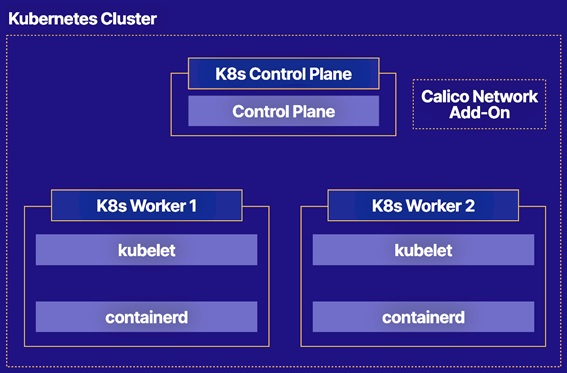 Kubernetes Cluster
K8s Control Plane
Control Plane
Calico Network
Add-On
K8s Worker 1
kubelet
containerd
K8s Worker 2
kubelet
containerd